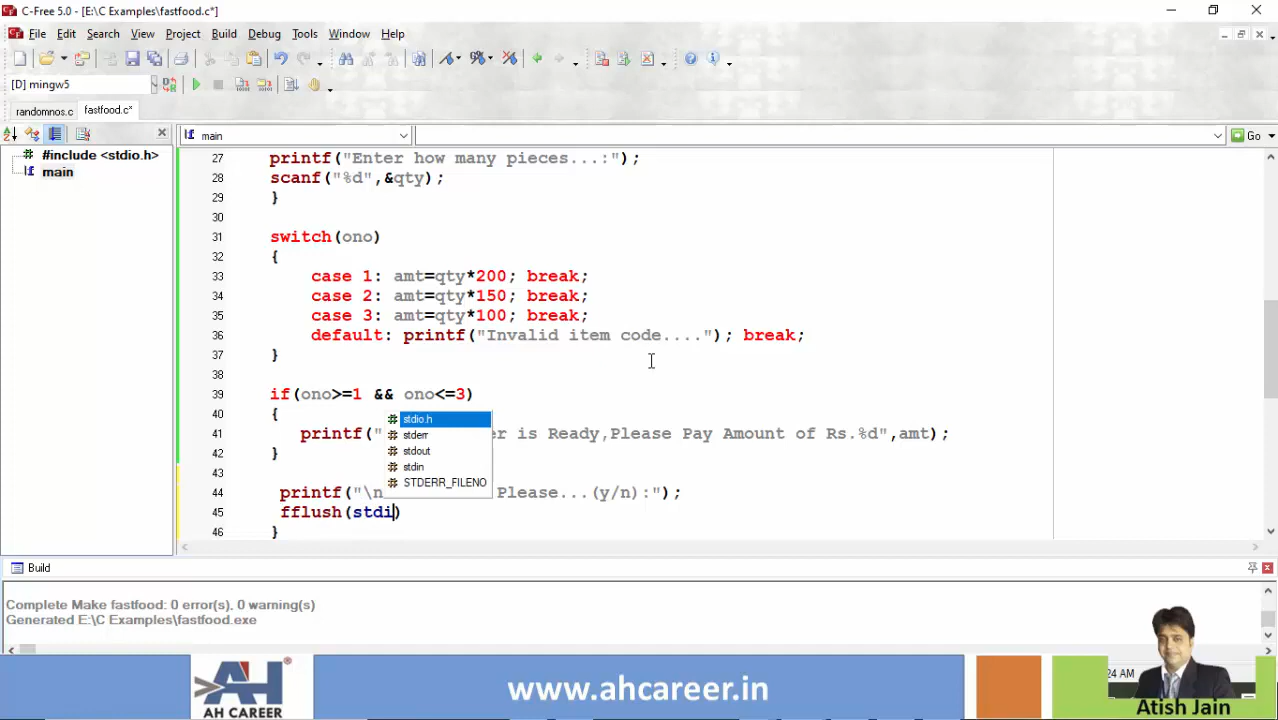 C-Free 5.0 - [E:\C Examples\fastfood.c*]
File Edit Search View Project Build Debug Tools Window Help
[D] mingw5
Go
randomnos.c fastfood.c*
main
#include <stdio.h>
main
27 printf("Enter how many pieces...:");
28 scanf("%d",&qty);
29 }
30
31 switch(ono)
32 {
33 case 1: amt=qty*200; break;
34 case 2: amt=qty*150; break;
35 case 3: amt=qty*100; break;
36 default: printf("Invalid item code...."); break;
37 }
38
39 if(ono>=1 && ono<=3)
40 {
41 printf(" er is Ready,Please Pay Amount of Rs.%d",amt);
42 }
43
44 printf("\n Please...(y/n):");
45 fflush(stdi)
46 }
stdio.h
stderr
stdout
stdin
STDERR_FILENO
Build
Complete Make fastfood: 0 error(s), 0 warning(s)
Generated E:\C Examples\fastfood.exe
24 AM
AH
®
AH CAREER
www.ahcareer.in
Atish Jain